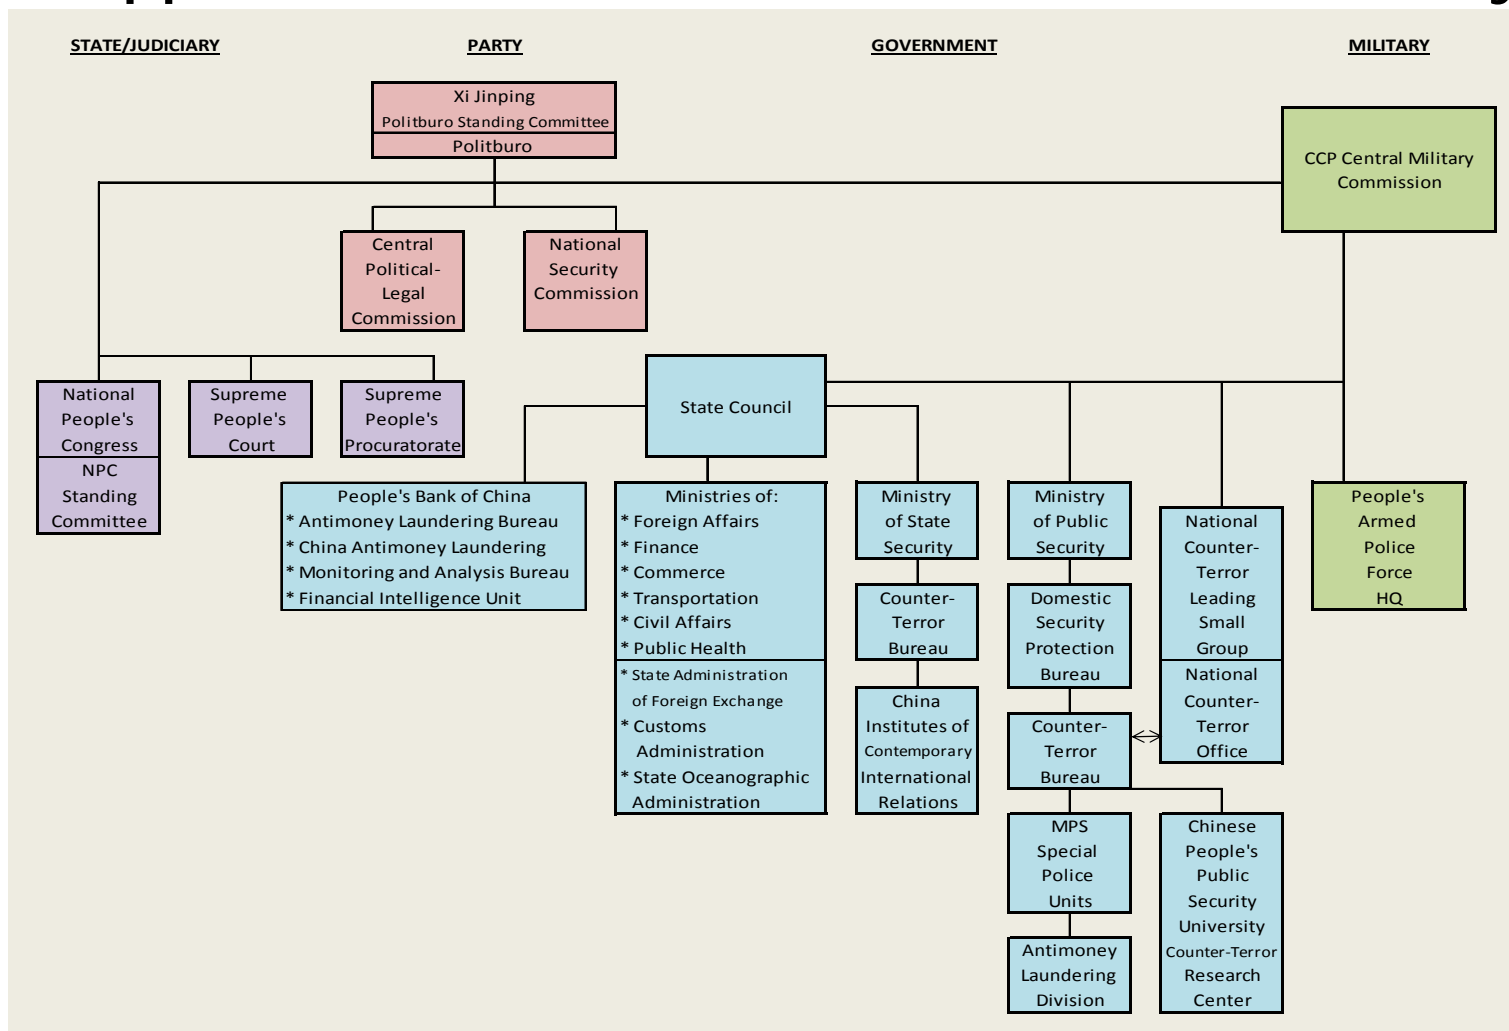 STATE/JUDICIARY
PARTY
GOVERNMENT
MILITARY
Xi Jinping
Politburo Standing Committee
Politburo
CCP Central Military
Commission
Central
Political-
Legal
Commission
National
Security
Commission
National
People's
Congress
NPC
Standing
Committee
Supreme
People's
Court
Supreme
People's
Procuratorate
State Council
People's Bank of China
* Antimoney Laundering Bureau
* China Antimoney Laundering
* Monitoring and Analysis Bureau
* Financial Intelligence Unit
Ministries of:
* Foreign Affairs
* Finance
* Commerce
* Transportation
* Civil Affairs
* Public Health
* State Administration
of Foreign Exchange
* Customs
Administration
* State Oceanographic
Administration
Ministry
of State
Security
Counter-
Terror
Bureau
China
Institutes of
Contemporary
International
Relations
Ministry
of Public
Security
Domestic
Security
Protection
Bureau
Counter-
Terror
Bureau
MPS
Special
Police
Units
Antimoney
Laundering
Division
National
Counter-
Terror
Leading
Small
Group
National
Counter-
Terror
Office
Chinese
People's
Public
Security
University
Counter-Terror
Research
Center
People's
Armed
Police
Force
HQ